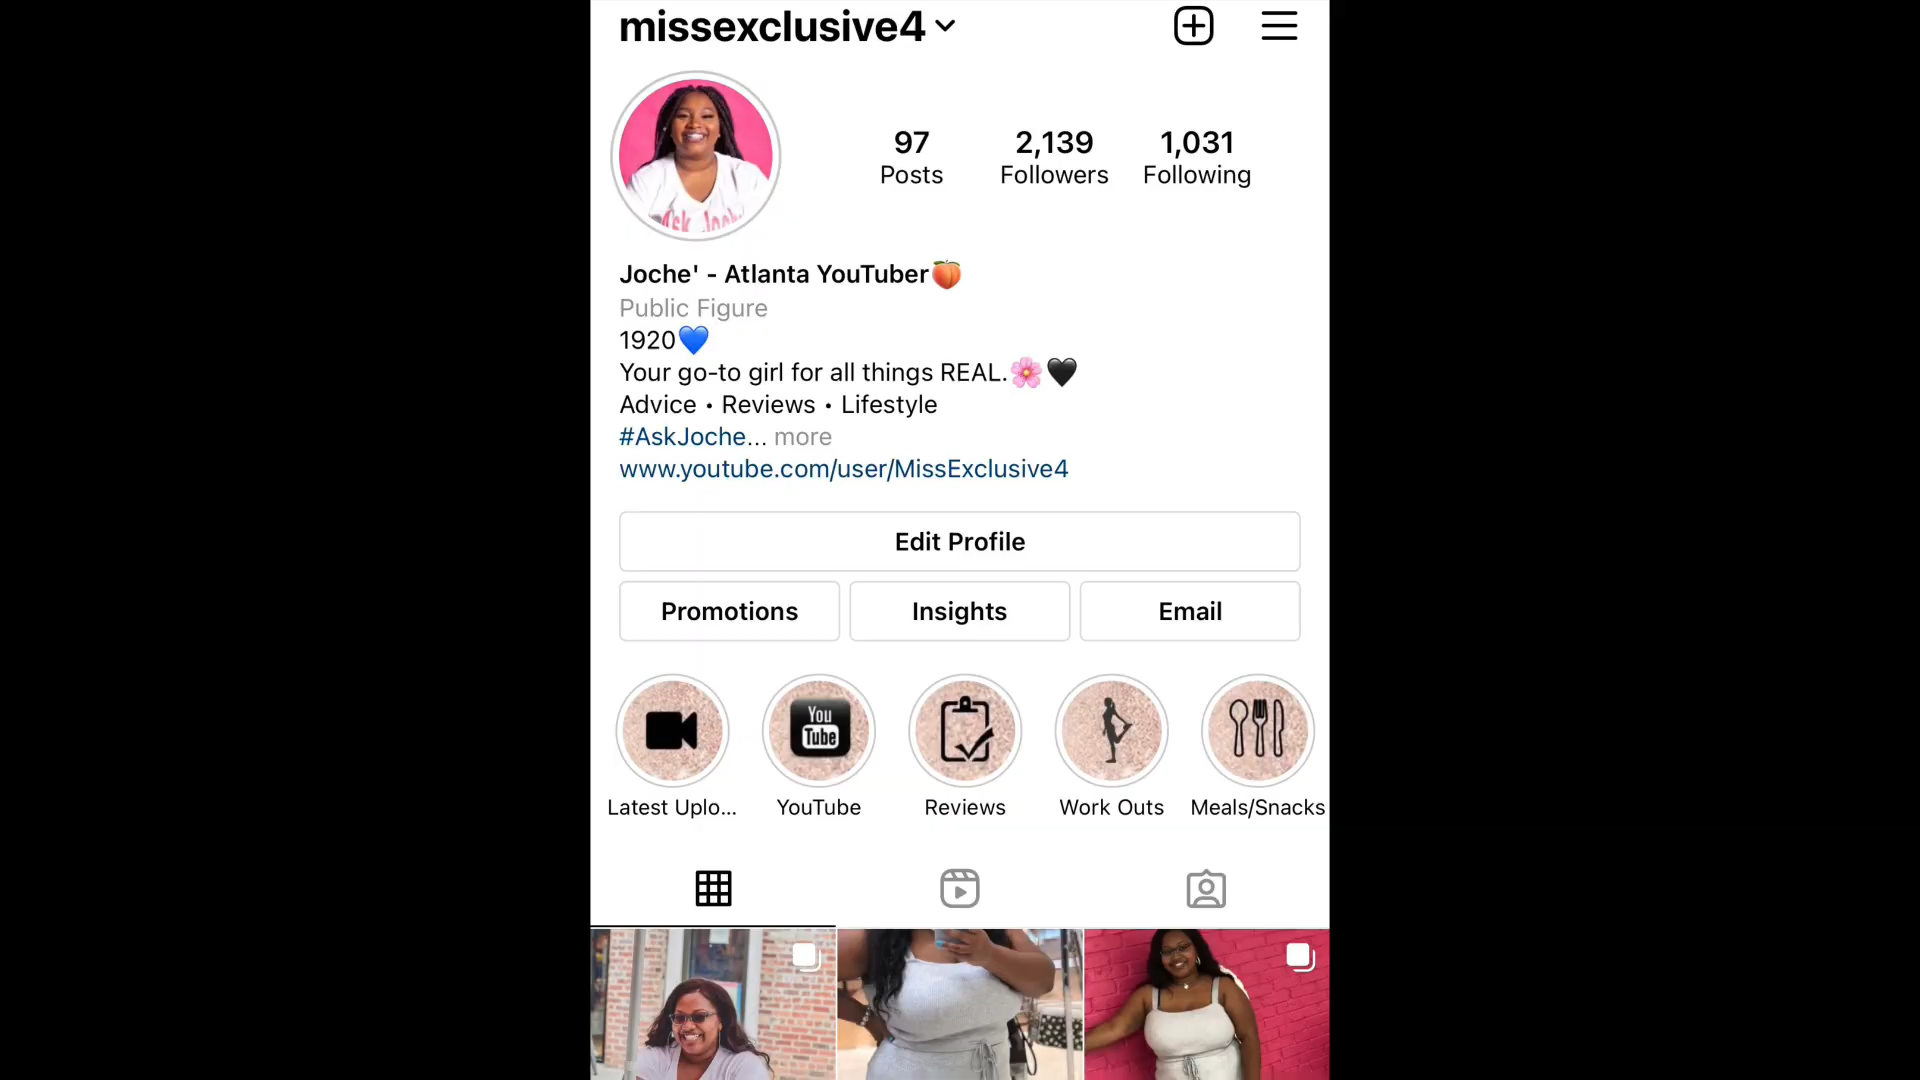 missexclusive4
97 2,139 1,031
Posts Followers Following
Joche' - Atlanta YouTuber🍑
Public Figure
1920💙
Your go-to girl for all things REAL.🌸🖤
Advice • Reviews • Lifestyle
#AskJoche... more
www.youtube.com/user/MissExclusive4
Edit Profile
Promotions Insights Email
You
Tube
Latest Uplo... YouTube Reviews Work Outs Meals/Snacks